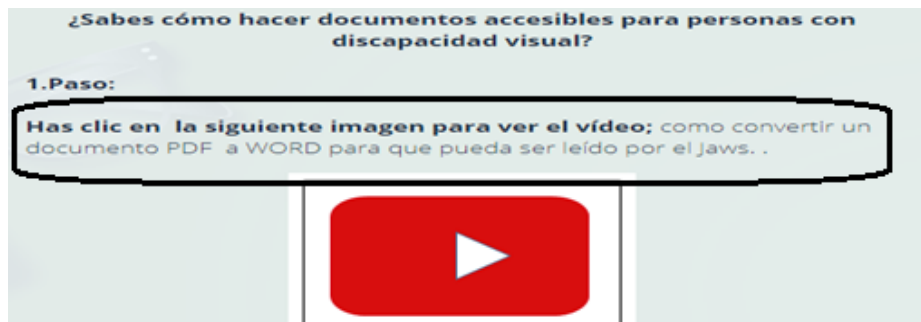 ¿Sabes cómo hacer documentos accesibles para personas con
discapacidad visual?
1.Paso:
Has clic en  la siguiente imagen para ver el vídeo; como convertir un
documento PDF  a WORD para que pueda ser leído por el Jaws. .